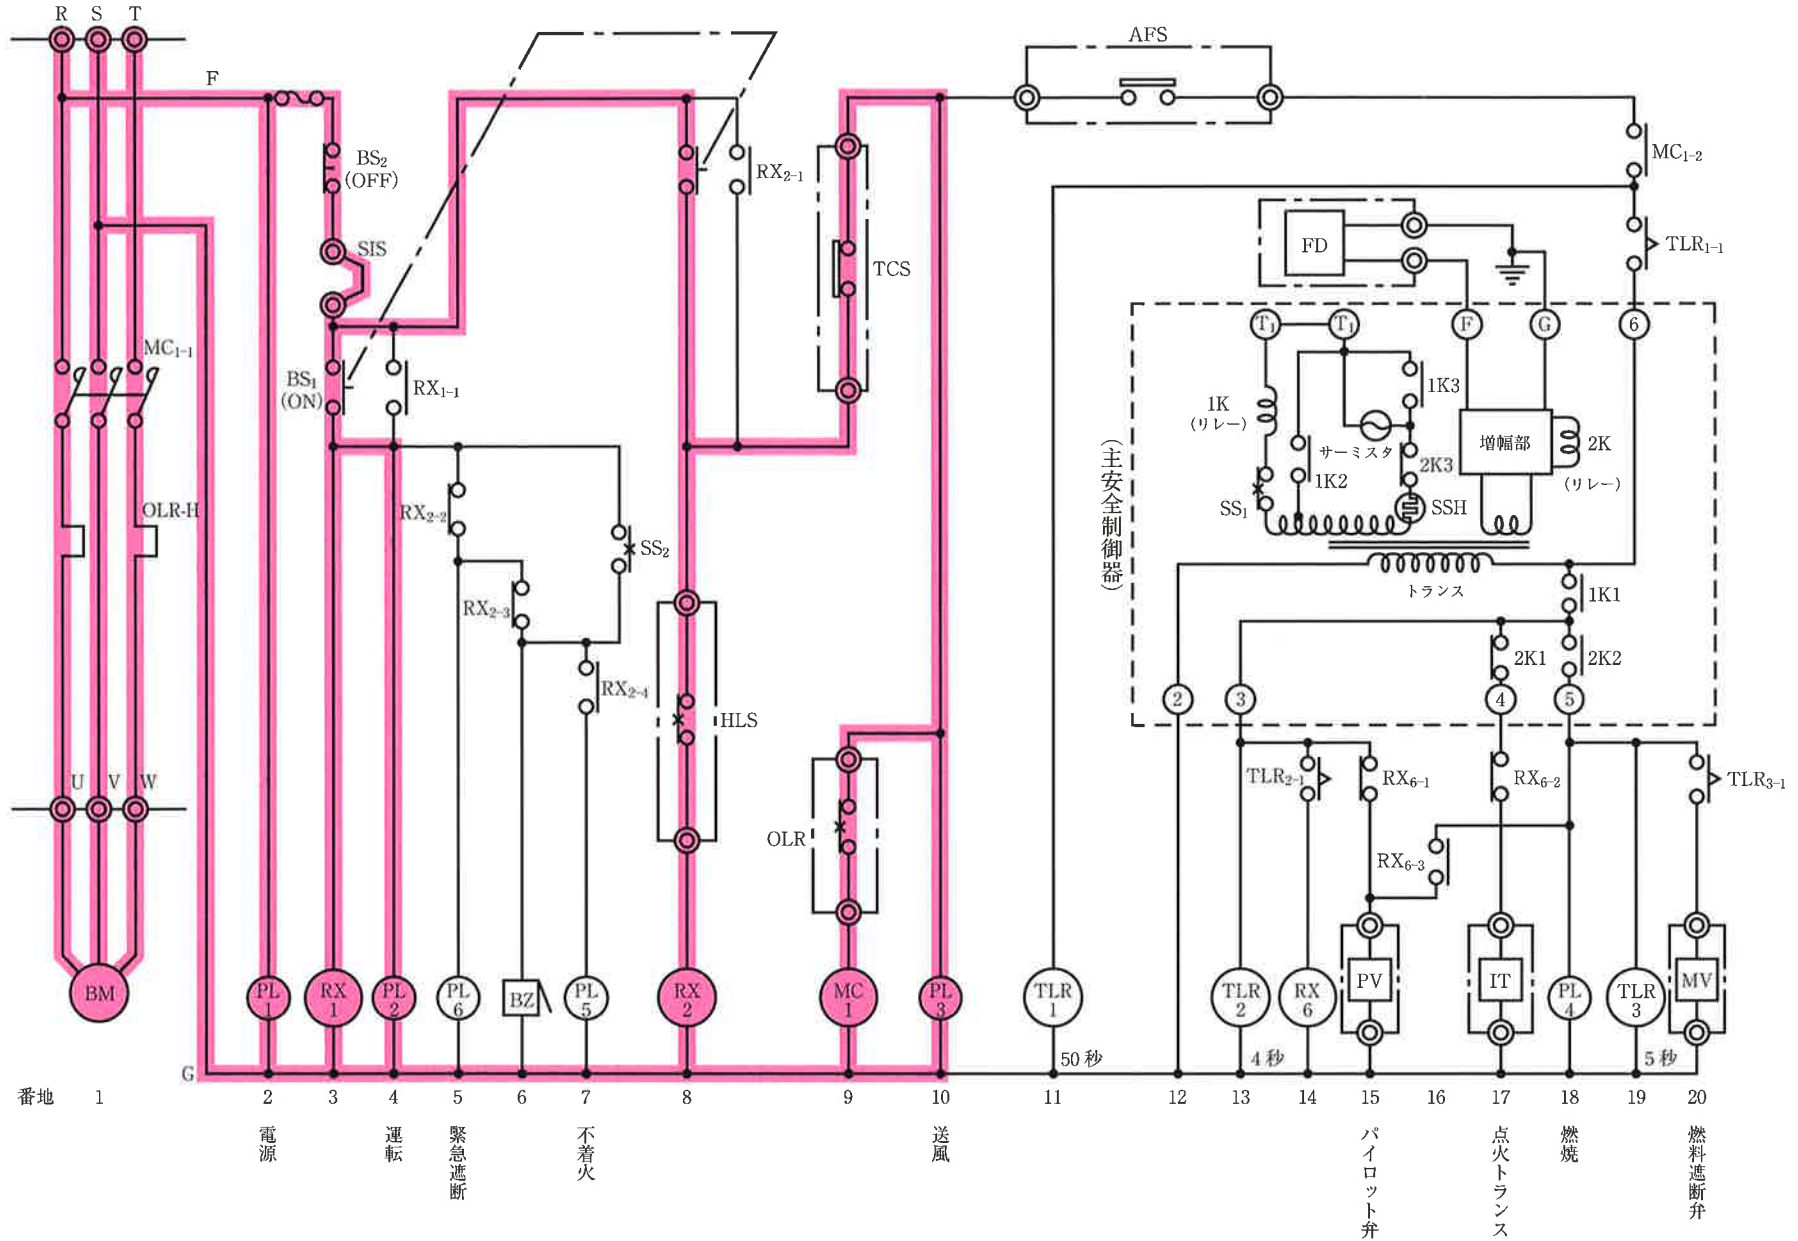 R S T
F
AFS
BS2
(OFF)
SIS
RX2-1
TCS
MC1-2
FD
TLR1-1
MC1-1
BS1
(ON)
RX1-1
T1 T1 F G 6
1K
(リレー)
1K3
サーミスタ
1K2
2K3
SS1
SSH
増幅部
2K
(リレー)
(主安全制御器)
トランス
OLR-H
RX2-2
SS2
RX2-3
RX2-4
HLS
OLR
1K1
2K1
2K2
2 3 4 5
U V W
TLR2-1
RX6-1
RX6-2
TLR3-1
RX6-3
BM
PL
1
RX
1
PL
2
PL
6
BZ
PL
5
RX
2
MC
1
PL
3
TLR
1
TLR
2
RX
6
PV
IT
PL
4
TLR
3
MV
50秒
4秒
5秒
G
番地 1 2 3 4 5 6 7 8 9 10 11 12 13 14 15 16 17 18 19 20
電源
運転
緊急遮断
不着火
送風
パイロット弁
点火トランス
燃焼
燃料遮断弁